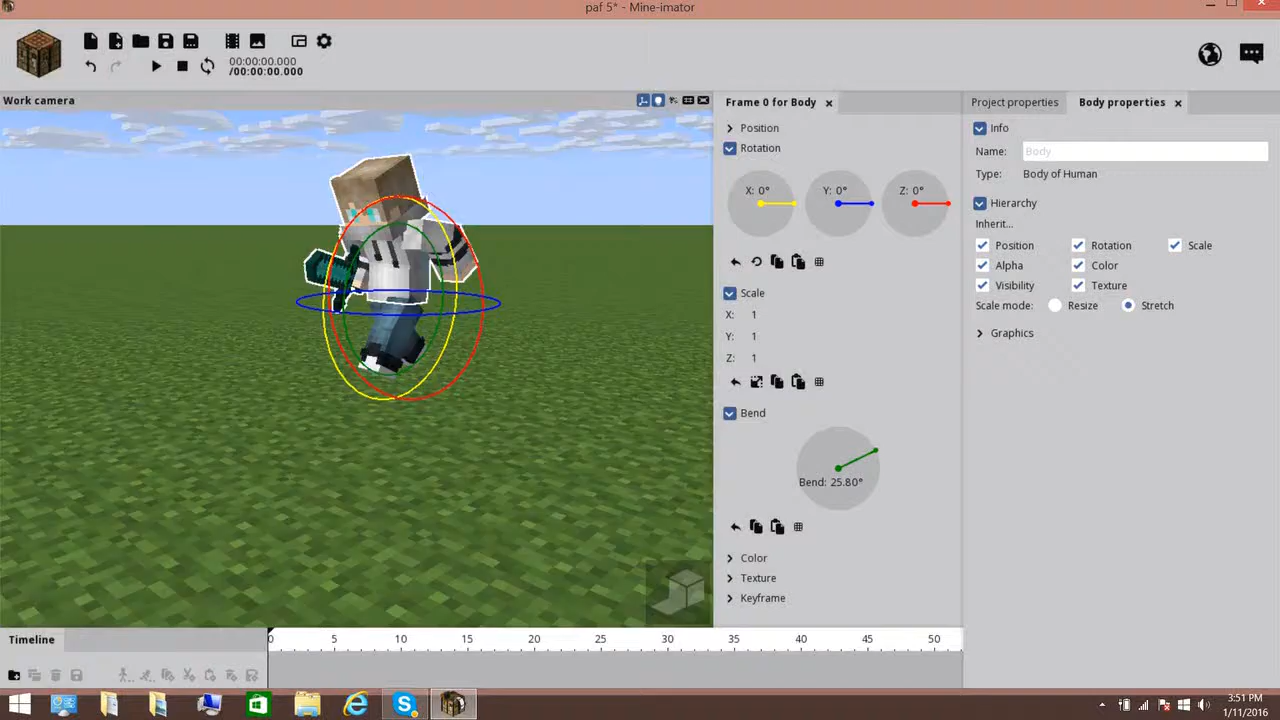 paf 5* - Mine-imator
00:00:00.000
/00:00:00.000
Work camera
Frame 0 for Body
Position
Rotation
X: 0°
Y: 0°
Z: 0°
Scale
X: 1
Y: 1
Z: 1
Bend
Bend: 25.80°
Color
Texture
Keyframe
Project properties
Body properties
Info
Name: Body
Type: Body of Human
Hierarchy
Inherit...
Position Rotation Scale
Alpha Color
Visibility Texture
Scale mode: Resize Stretch
Graphics
Timeline
0 5 10 15 20 25 30 35 40 45 50
3:51 PM
1/11/2016